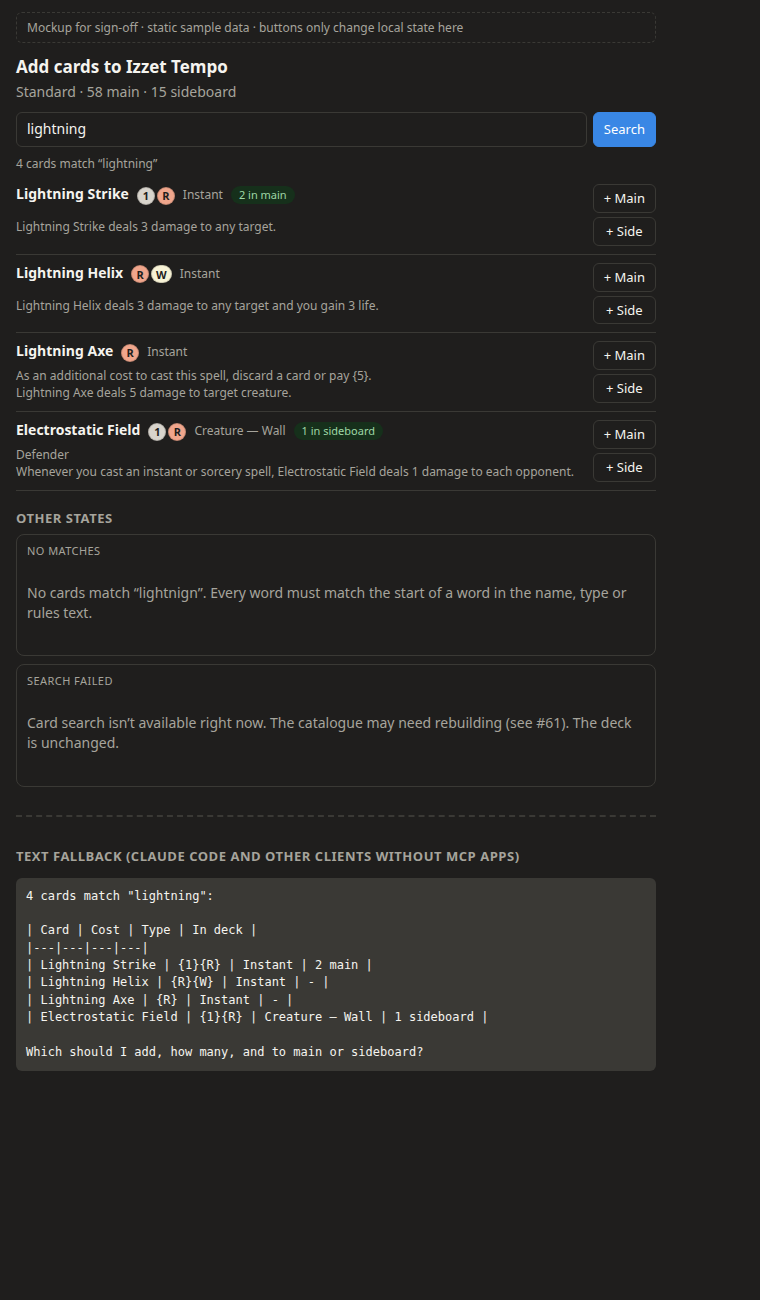 Mockup for sign-off · static sample data · buttons only change local state here
Add cards to Izzet Tempo
Standard · 58 main · 15 sideboard
lightning
Search
4 cards match “lightning”
Lightning Strike 1 R Instant 2 in main
+ Main
Lightning Strike deals 3 damage to any target.
+ Side
Lightning Helix R W Instant
+ Main
Lightning Helix deals 3 damage to any target and you gain 3 life.
+ Side
Lightning Axe R Instant
+ Main
As an additional cost to cast this spell, discard a card or pay {5}.
Lightning Axe deals 5 damage to target creature.
+ Side
Electrostatic Field 1 R Creature — Wall 1 in sideboard
+ Main
Defender
Whenever you cast an instant or sorcery spell, Electrostatic Field deals 1 damage to each opponent.
+ Side
OTHER STATES
NO MATCHES
No cards match “lightnign”. Every word must match the start of a word in the name, type or
rules text.
SEARCH FAILED
Card search isn’t available right now. The catalogue may need rebuilding (see #61). The deck
is unchanged.
TEXT FALLBACK (CLAUDE CODE AND OTHER CLIENTS WITHOUT MCP APPS)
4 cards match "lightning":
| Card | Cost | Type | In deck |
|---|---|---|---|
| Lightning Strike | {1}{R} | Instant | 2 main |
| Lightning Helix | {R}{W} | Instant | - |
| Lightning Axe | {R} | Instant | - |
| Electrostatic Field | {1}{R} | Creature — Wall | 1 sideboard |
Which should I add, how many, and to main or sideboard?